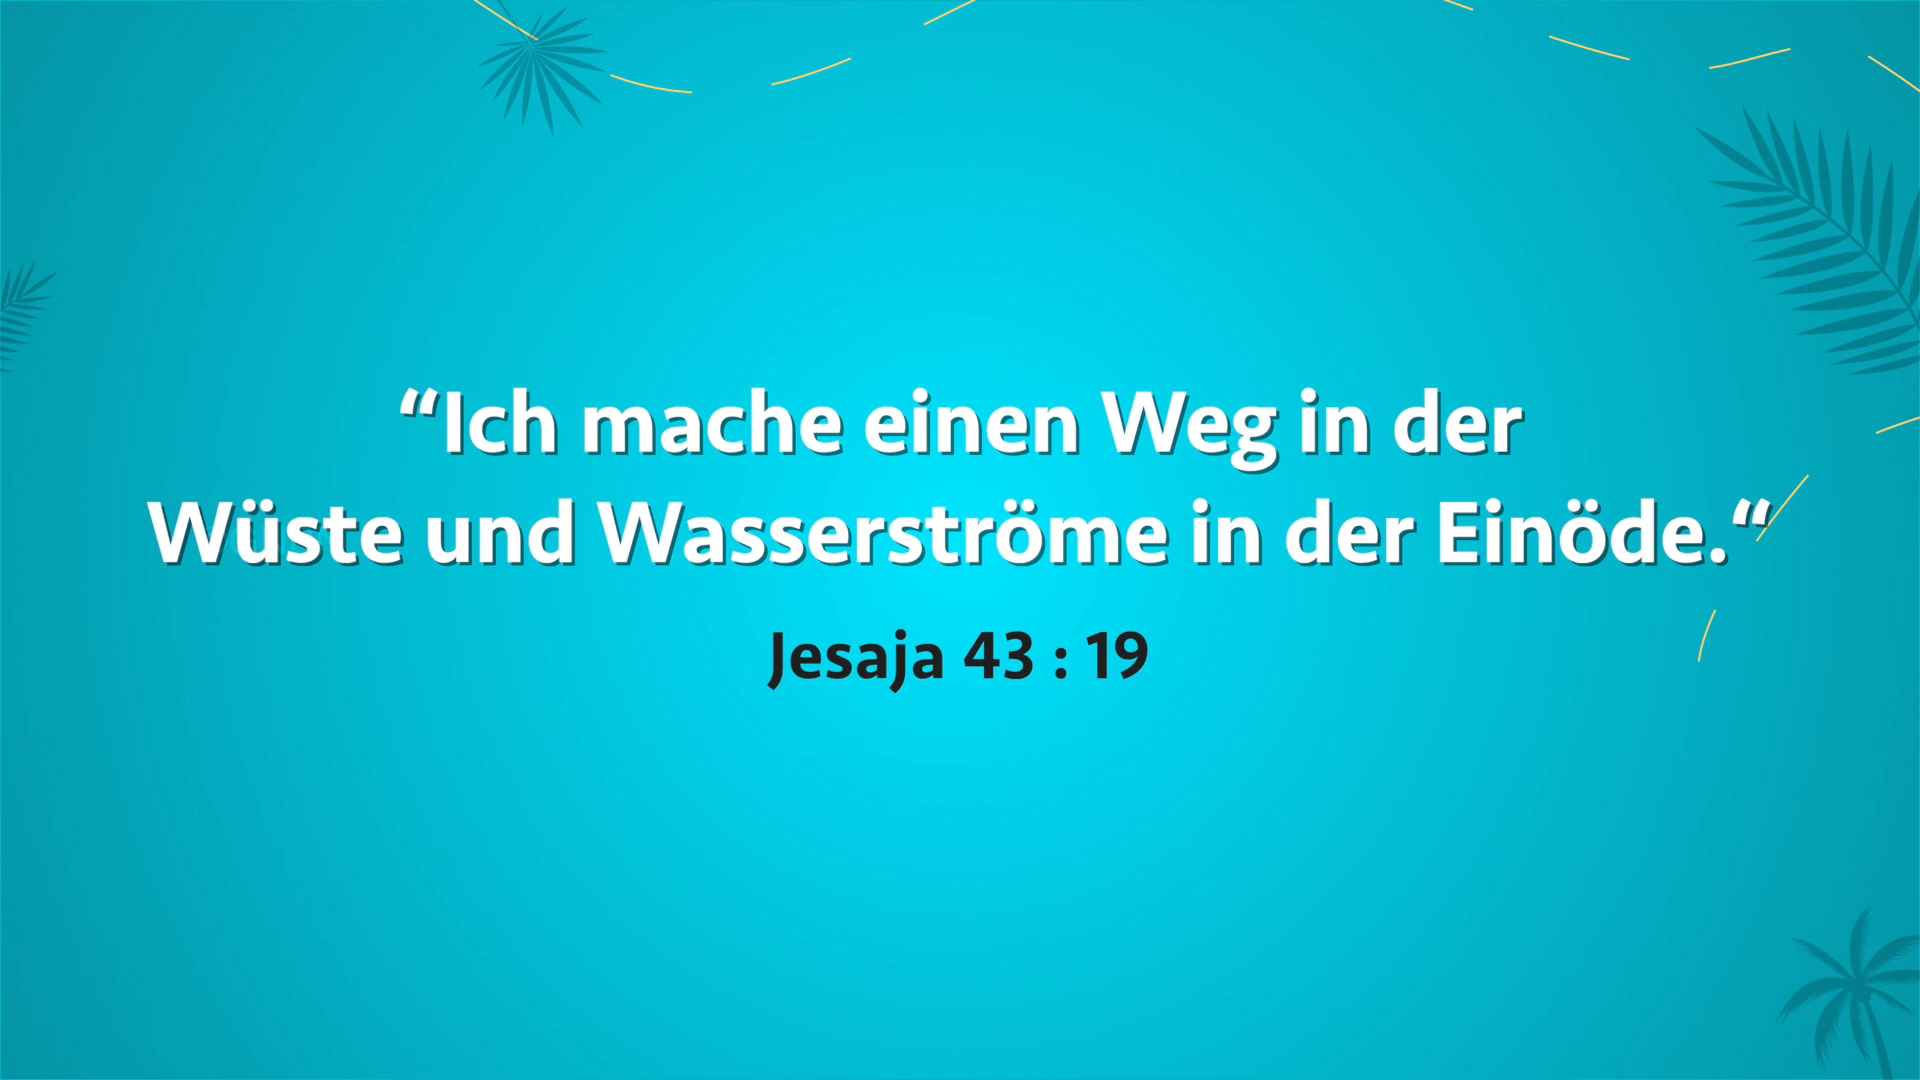 “Ich mache einen Weg in der
Wüste und Wasserströme in der Einöde.“
Jesaja 43 : 19